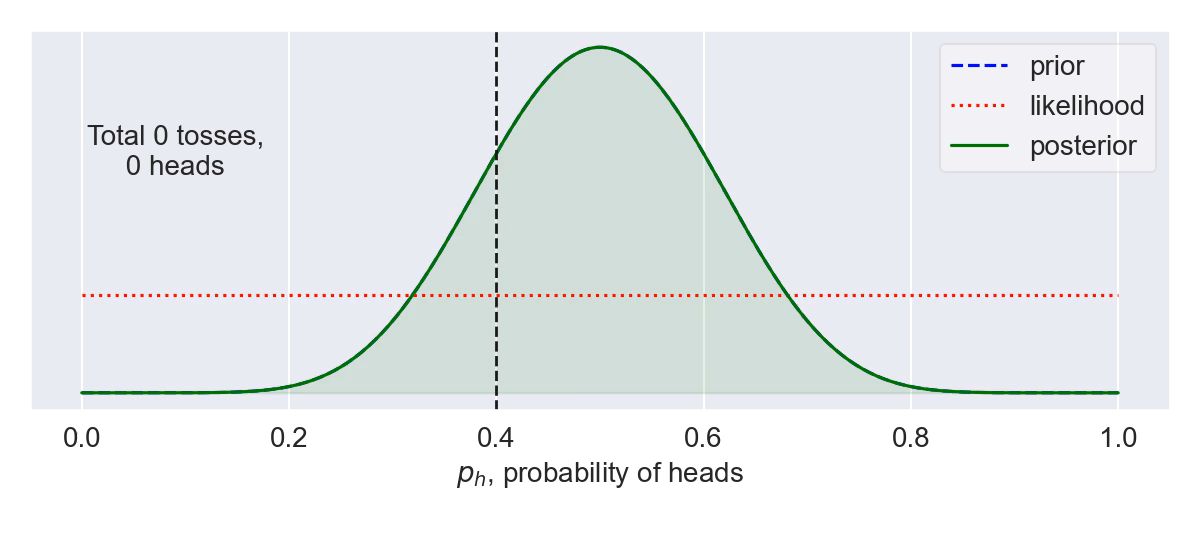 Total 0 tosses,
0 heads
prior
likelihood
posterior
0.0 0.2 0.4 0.6 0.8 1.0
pₕ, probability of heads